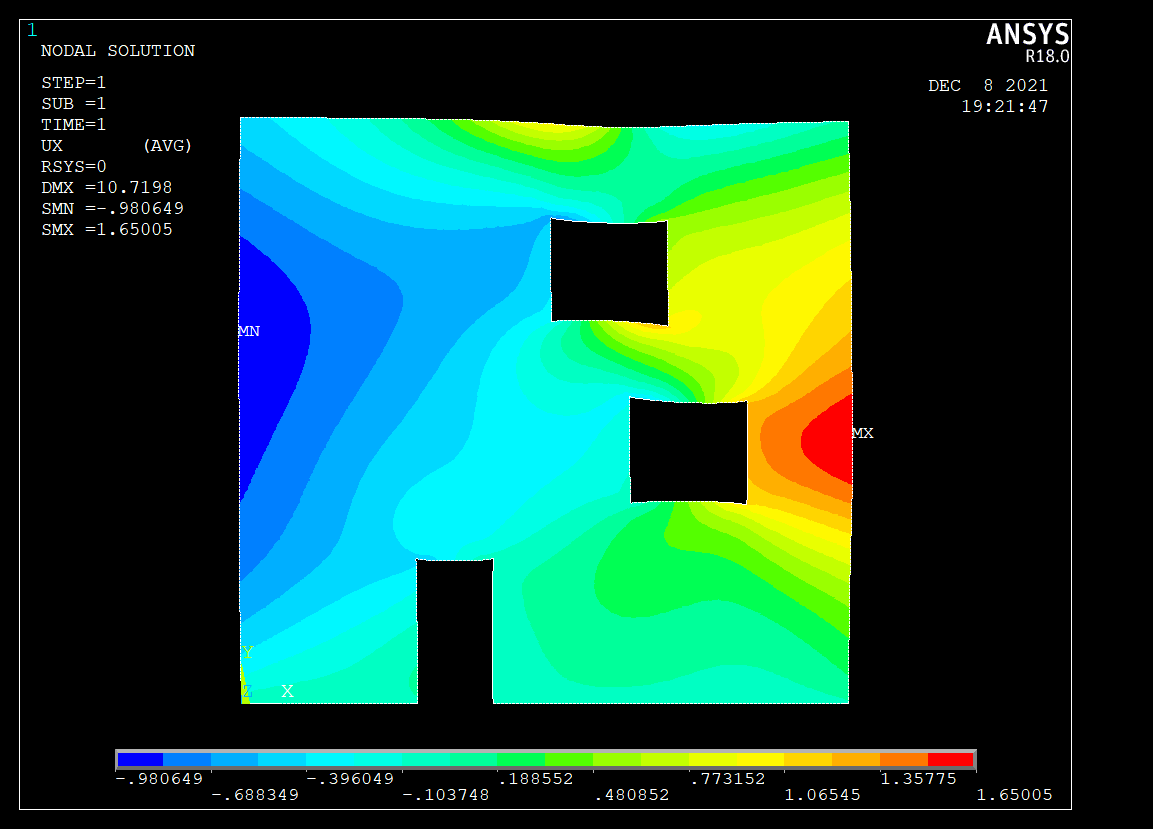 1
NODAL SOLUTION
STEP=1
SUB =1
TIME=1
UX (AVG)
RSYS=0
DMX =10.7198
SMN =-.980649
SMX =1.65005
ANSYS
R18.0
DEC 8 2021
19:21:47
MN
MX
Y
Z X
-.980649 -.396049 .188552 .773152 1.35775
-.688349 -.103748 .480852 1.06545 1.65005